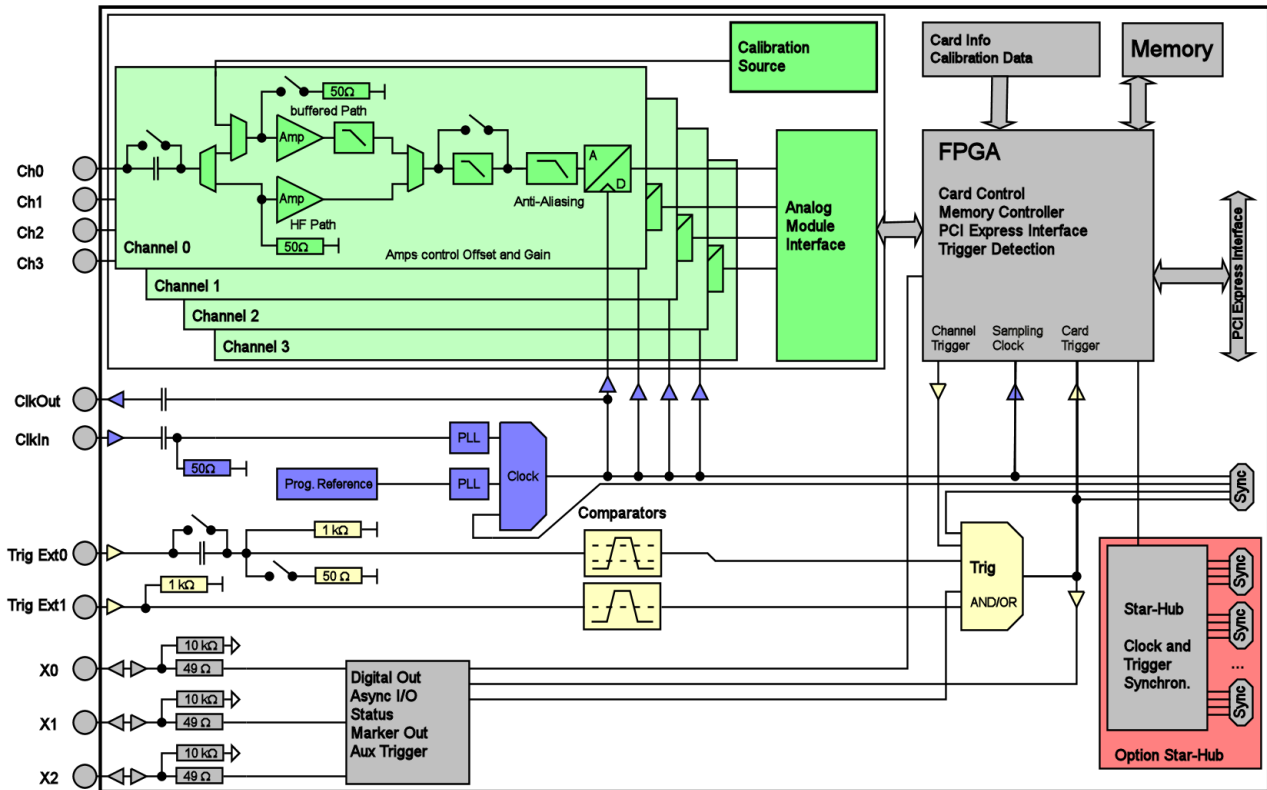 Calibration
Source
Card Info
Calibration Data
Memory
50Ω
buffered Path
Amp
Amp
HF Path
50Ω
A
D
Anti-Aliasing
Amps control Offset and Gain
Channel 0
Channel 1
Channel 2
Channel 3
Ch0
Ch1
Ch2
Ch3
Analog
Module
Interface
FPGA
Card Control
Memory Controller
PCI Express Interface
Trigger Detection
Channel
Trigger
Sampling
Clock
Card
Trigger
PCI Express Interface
ClkOut
ClkIn
50Ω
Prog. Reference
PLL
PLL
Clock
Sync
Comparators
Trig Ext0
1 kΩ
50 Ω
Trig Ext1
1 kΩ
Trig
AND/OR
X0
10 kΩ
49 Ω
X1
10 kΩ
49 Ω
X2
10 kΩ
49 Ω
Digital Out
Async I/O
Status
Marker Out
Aux Trigger
Star-Hub
Clock and
Trigger
Synchron.
Sync
Sync
...
Sync
Option Star-Hub